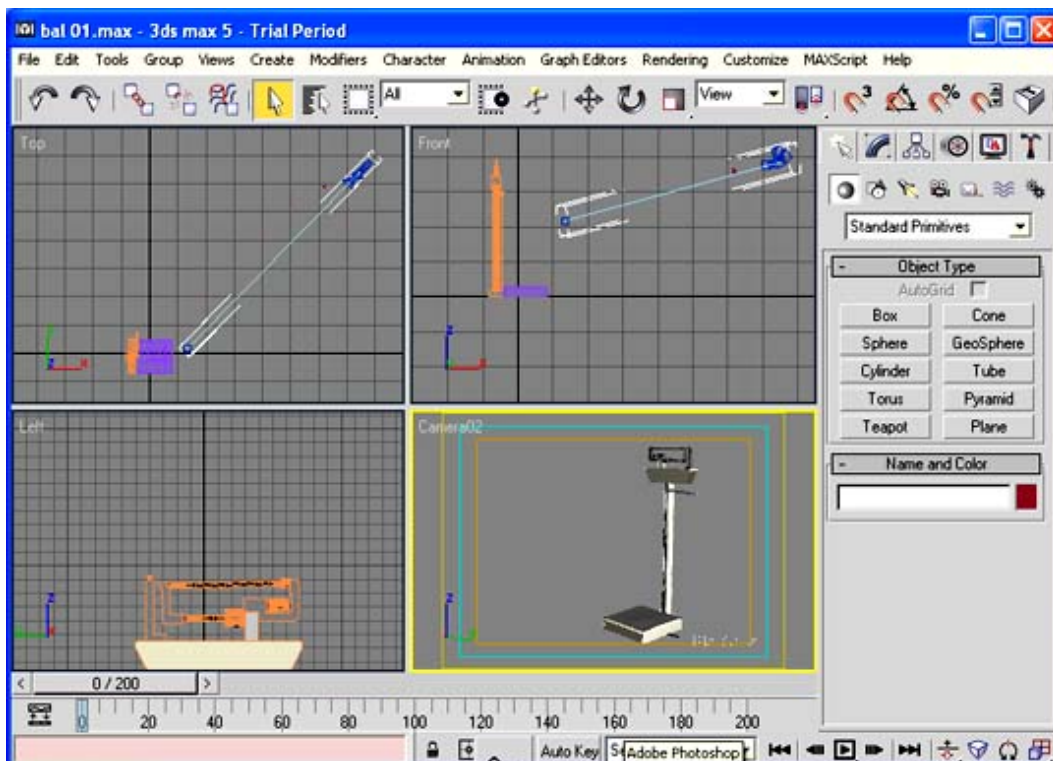 bal 01.max - 3ds max 5 - Trial Period
File Edit Tools Group Views Create Modifiers Character Animation Graph Editors Rendering Customize MAXScript Help
All View
Top
Front
Standard Primitives
- Object Type
AutoGrid
Box Cone
Sphere GeoSphere
Cylinder Tube
Torus Pyramid
Teapot Plane
Left
Camera02
- Name and Color
< 0 / 200 >
0 20 40 60 80 100 120 140 160 180 200
Auto Key Adobe Photoshop